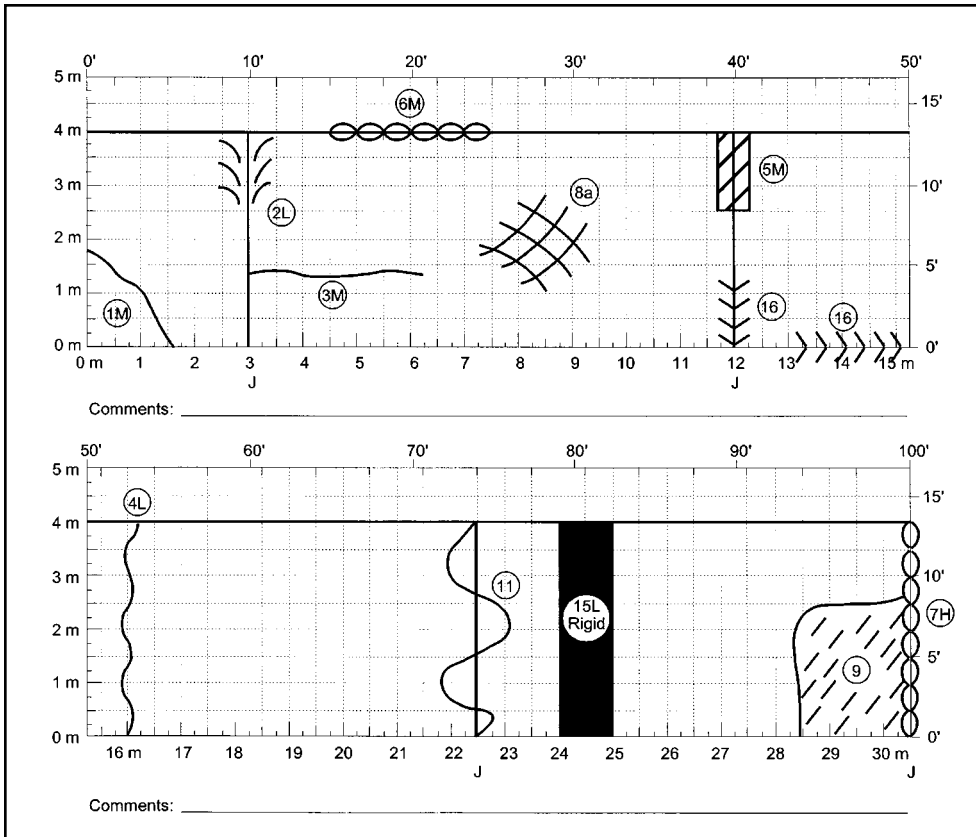 0' 10' 20' 30' 40' 50'
5 m
6M
15'
4 m
5M
3 m
8a
10'
2L
2 m
5'
3M
1 m
1M
16
16
0 m
0'
0 m 1 2 3 4 5 6 7 8 9 10 11 12 13 14 15 m
J J
Comments:
50' 60' 70' 80' 90' 100'
5 m
4L
15'
4 m
3 m
10'
11
15L
Rigid
7H
2 m
9
5'
1 m
0 m
0'
16 m 17 18 19 20 21 22 23 24 25 26 27 28 29 30 m
J J
Comments: